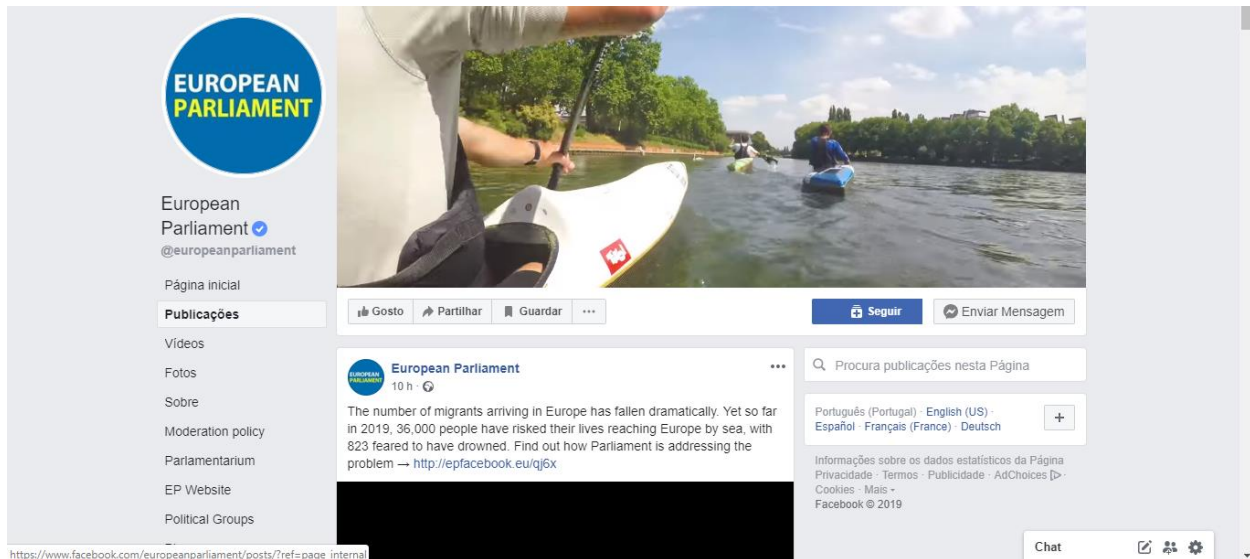 EUROPEAN
PARLIAMENT
European
Parliament
@europeanparliament
Página inicial
Publicações
Vídeos
Fotos
Sobre
Moderation policy
Parlamentarium
EP Website
Political Groups
Gosto
Partilhar
Guardar
Seguir
Enviar Mensagem
EUROPEAN
PARLIAMENT
European Parliament
10 h ·
The number of migrants arriving in Europe has fallen dramatically. Yet so far
in 2019, 36,000 people have risked their lives reaching Europe by sea, with
823 feared to have drowned. Find out how Parliament is addressing the
problem → http://epfacebook.eu/qj6x
Procura publicações nesta Página
Português (Portugal) · English (US) ·
Español · Français (France) · Deutsch
Informações sobre os dados estatísticos da Página
Privacidade · Termos · Publicidade · AdChoices ·
Cookies · Mais
Facebook © 2019
Chat
https://www.facebook.com/europeanparliament/posts/?ref=page_internal